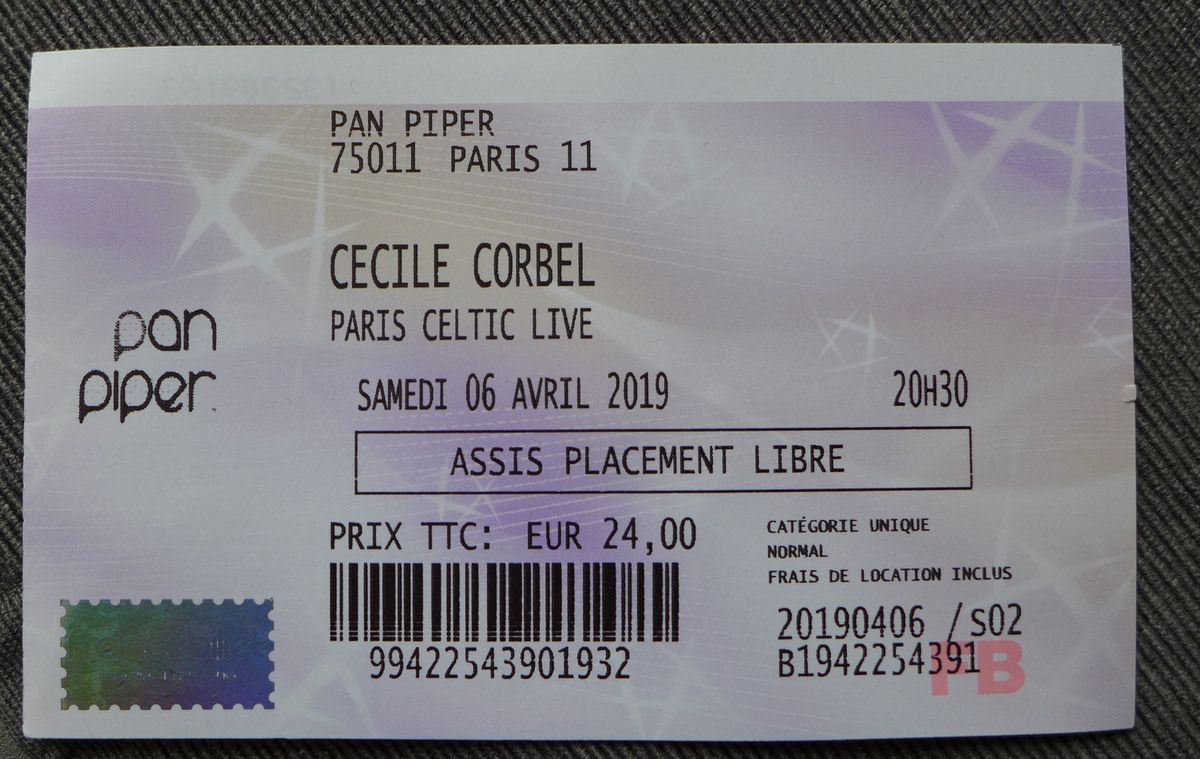 PAN PIPER
75011 PARIS 11
CECILE CORBEL
PARIS CELTIC LIVE
pan
piper
SAMEDI 06 AVRIL 2019 20H30
ASSIS PLACEMENT LIBRE
PRIX TTC: EUR 24,00
CATÉGORIE UNIQUE
NORMAL
FRAIS DE LOCATION INCLUS
99422543901932
20190406 /S02
B1942254391
FB